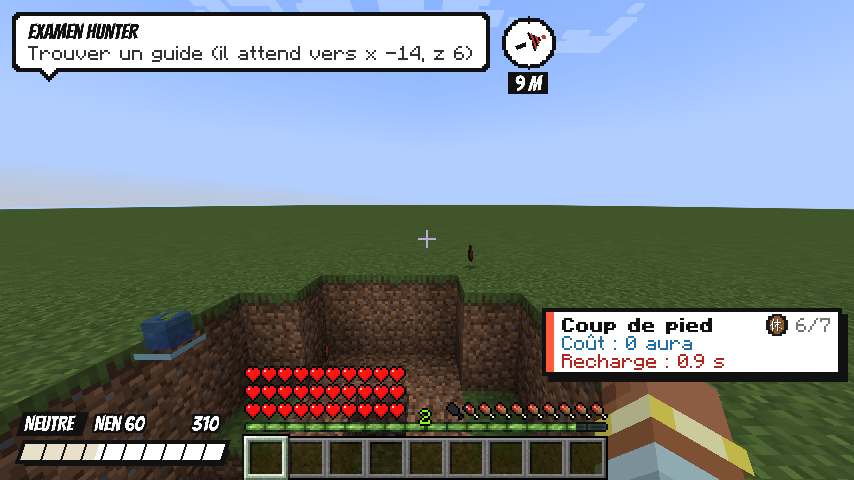 EXAMEN HUNTER
Trouver un guide (il attend vers x -14, z 6)
9 M
Coup de pied
6/7
Coût : 0 aura
Recharge : 0.9 s
2
NEUTRE NEN 60 310